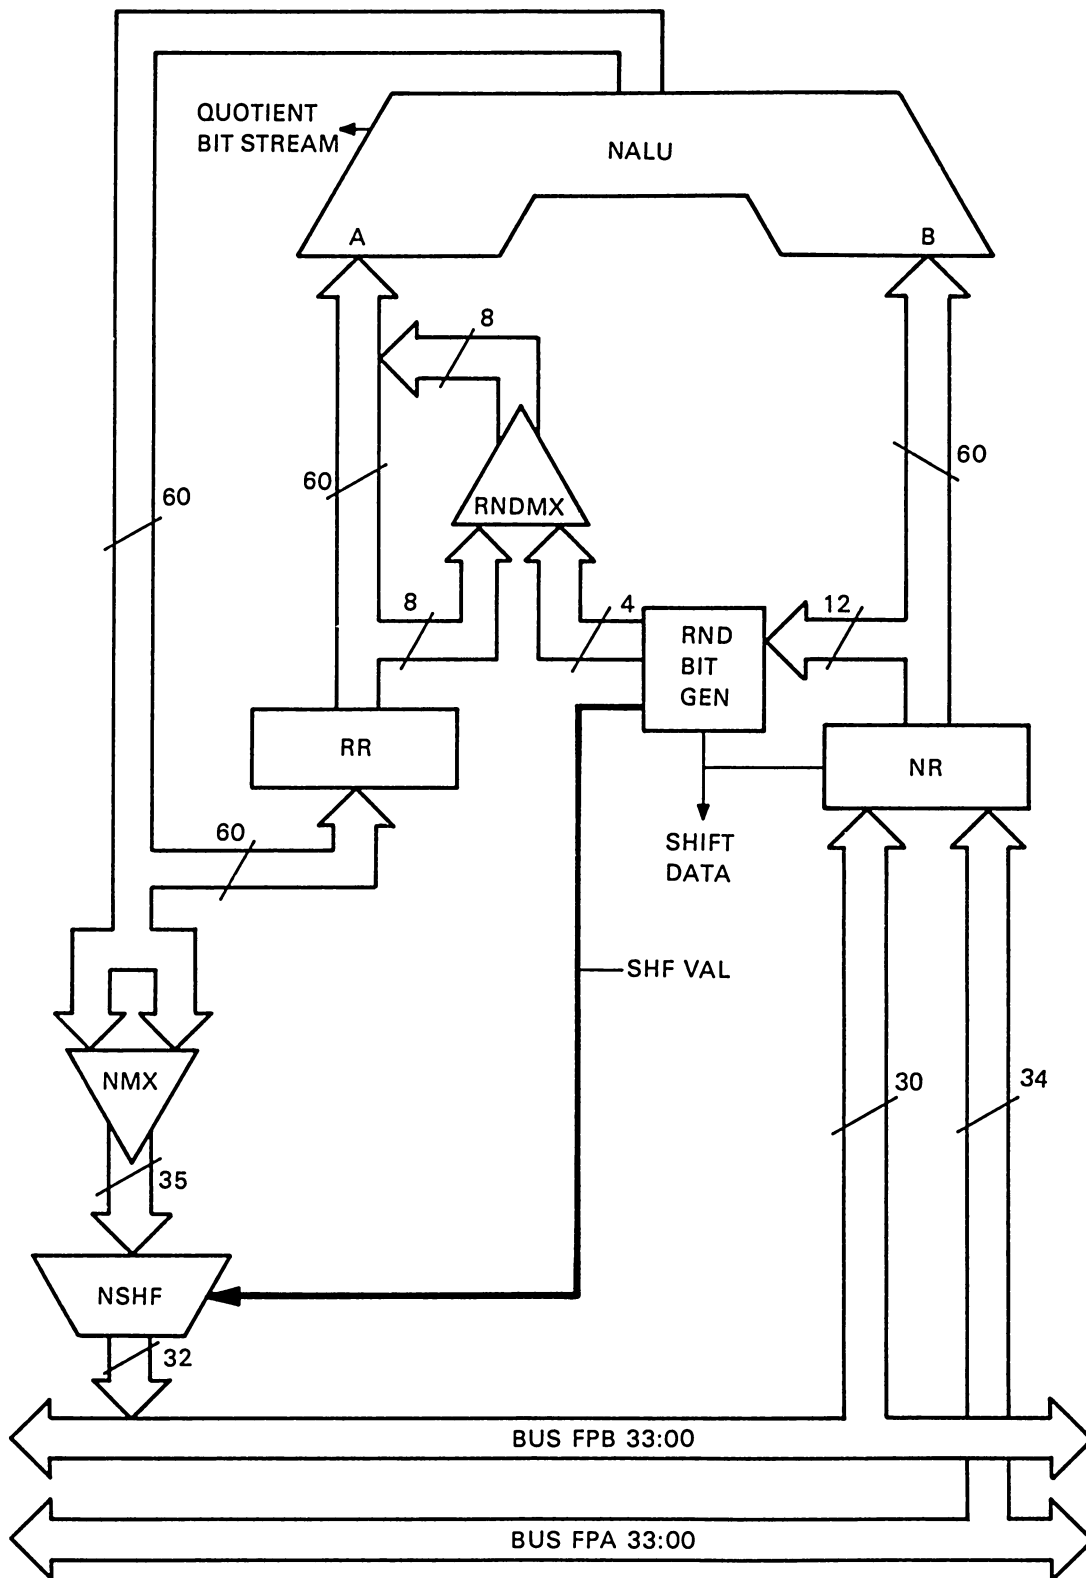 QUOTIENT
BIT STREAM
NALU
A
B
8
60
60
60
RNDMX
8
4
12
RND
BIT
GEN
RR
NR
60
SHIFT
DATA
SHF VAL
NMX
30
34
35
NSHF
32
BUS FPB 33:00
BUS FPA 33:00